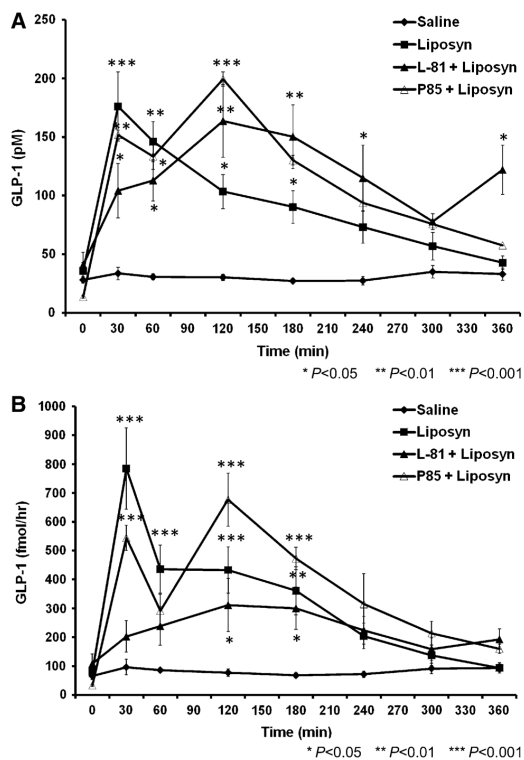 A
250
200
150
100
50
0
GLP-1 (pM)
Saline
Liposyn
L-81 + Liposyn
P85 + Liposyn
***
***
**
**
**
**
*
*
*
*
*
*
*
0 30 60 90 120 150 180 210 240 270 300 330 360
Time (min)
* P<0.05 ** P<0.01 *** P<0.001
B
1000
900
800
700
600
500
400
300
200
100
0
GLP-1 (fmol/hr)
Saline
Liposyn
L-81 + Liposyn
P85 + Liposyn
***
***
***
***
***
***
**
*
*
0 30 60 90 120 150 180 210 240 270 300 330 360
Time (min)
* P<0.05 ** P<0.01 *** P<0.001